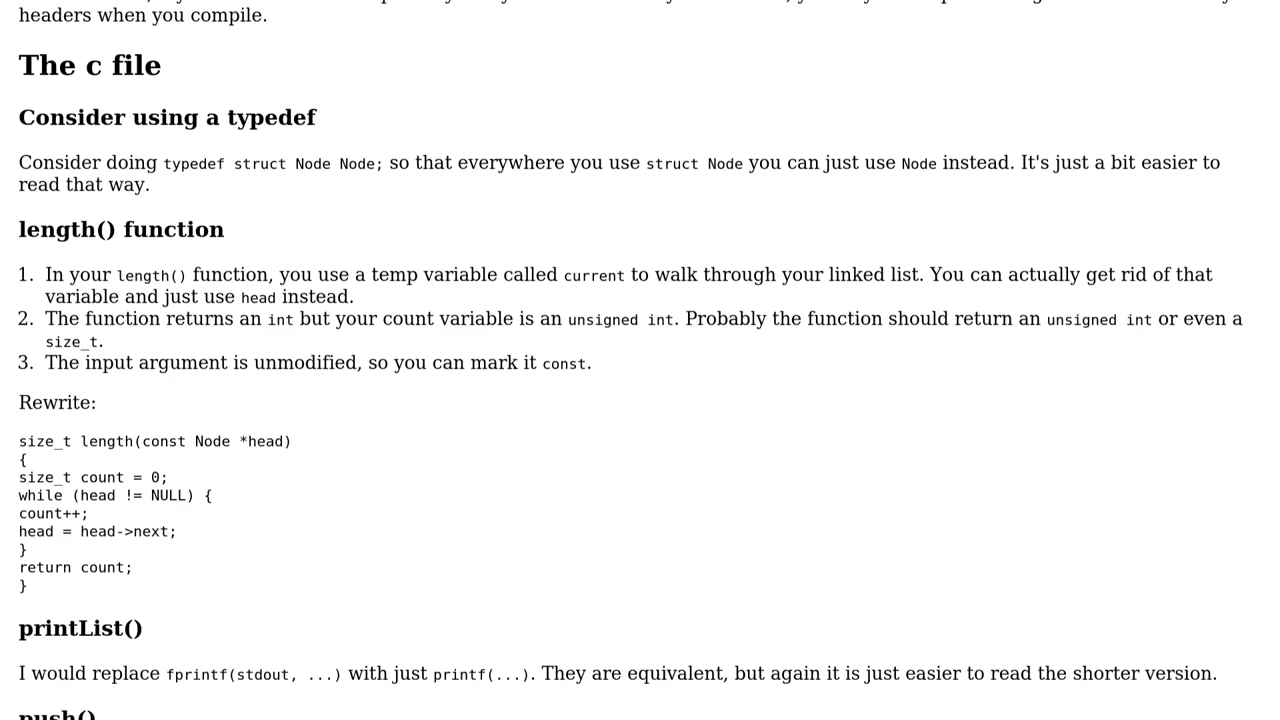 headers when you compile.
The c file
Consider using a typedef
Consider doing typedef struct Node Node; so that everywhere you use struct Node you can just use Node instead. It's just a bit easier to
read that way.
length() function
1. In your length() function, you use a temp variable called current to walk through your linked list. You can actually get rid of that
variable and just use head instead.
2. The function returns an int but your count variable is an unsigned int. Probably the function should return an unsigned int or even a
size_t.
3. The input argument is unmodified, so you can mark it const.
Rewrite:
size_t length(const Node *head)
{
size_t count = 0;
while (head != NULL) {
count++;
head = head->next;
}
return count;
}
printList()
I would replace fprintf(stdout, ...) with just printf(...). They are equivalent, but again it is just easier to read the shorter version.
push()